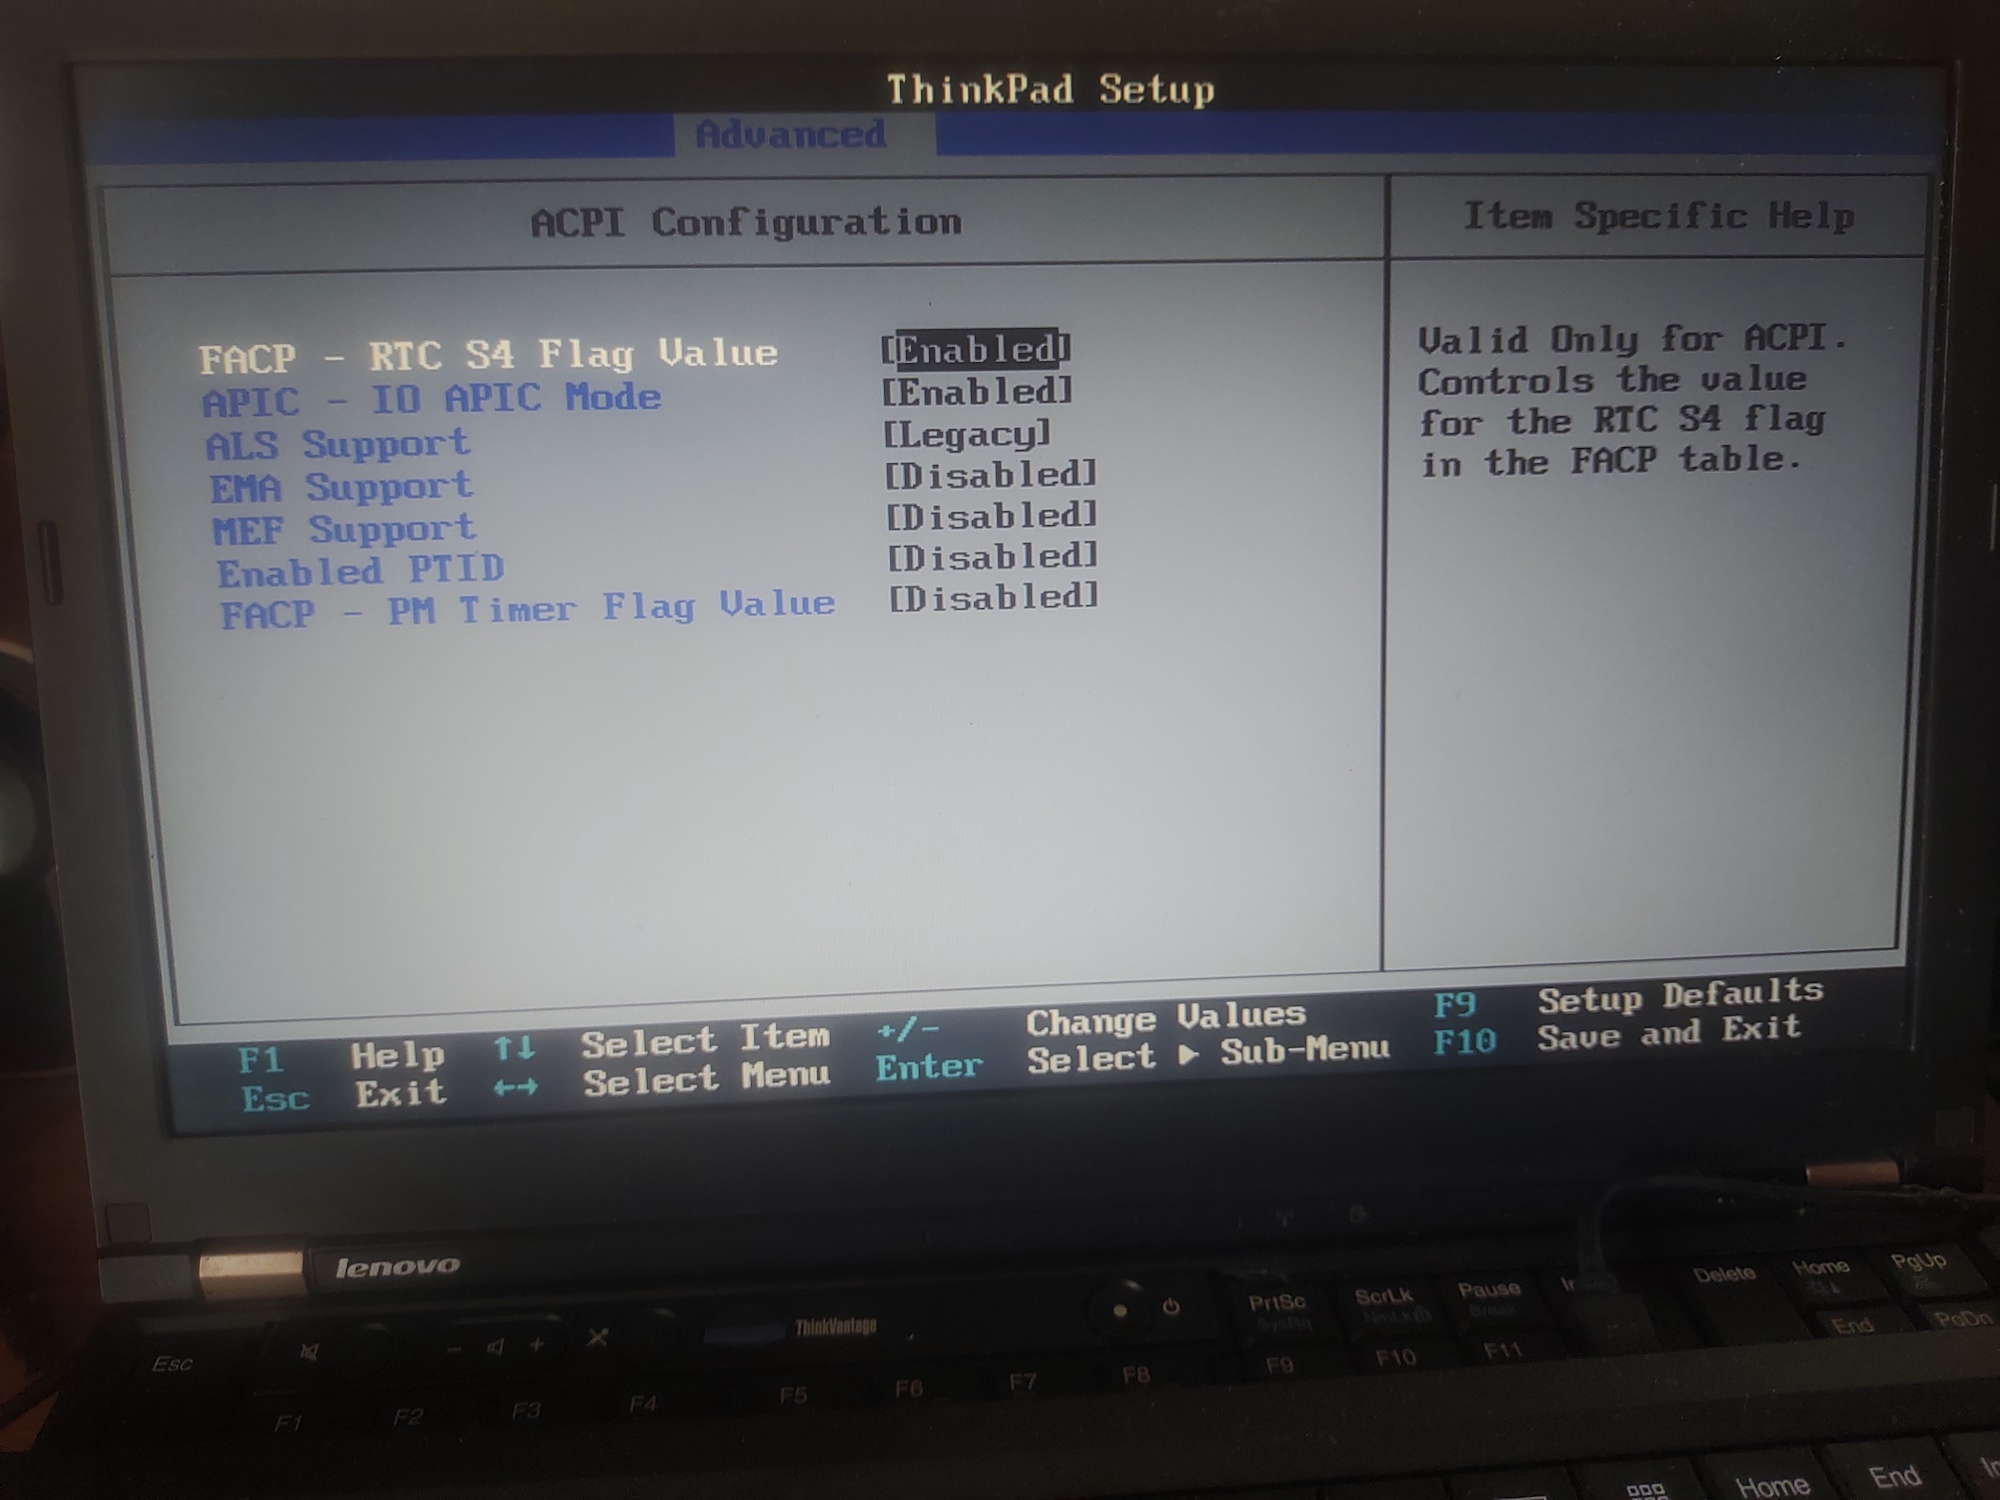 ThinkPad Setup
Advanced
ACPI Configuration
Item Specific Help
FACP - RTC S4 Flag Value [Enabled]
APIC - IO APIC Mode [Enabled]
ALS Support [Legacy]
EMA Support [Disabled]
MEF Support [Disabled]
Enabled PTID [Disabled]
FACP - PM Timer Flag Value [Disabled]
Valid Only for ACPI.
Controls the value
for the RTC S4 flag
in the FACP table.
F1 Help ↑↓ Select Item +/- Change Values F9 Setup Defaults
Esc Exit ←→ Select Menu Enter Select ▶ Sub-Menu F10 Save and Exit
lenovo
ThinkVantage
Esc
PrtSc
SysRq
ScrLk
Pause
Break
Delete
Home
PgUp
End
PgDn
F1 F2 F3 F4 F5 F6 F7 F8 F9 F10 F11
Home
End